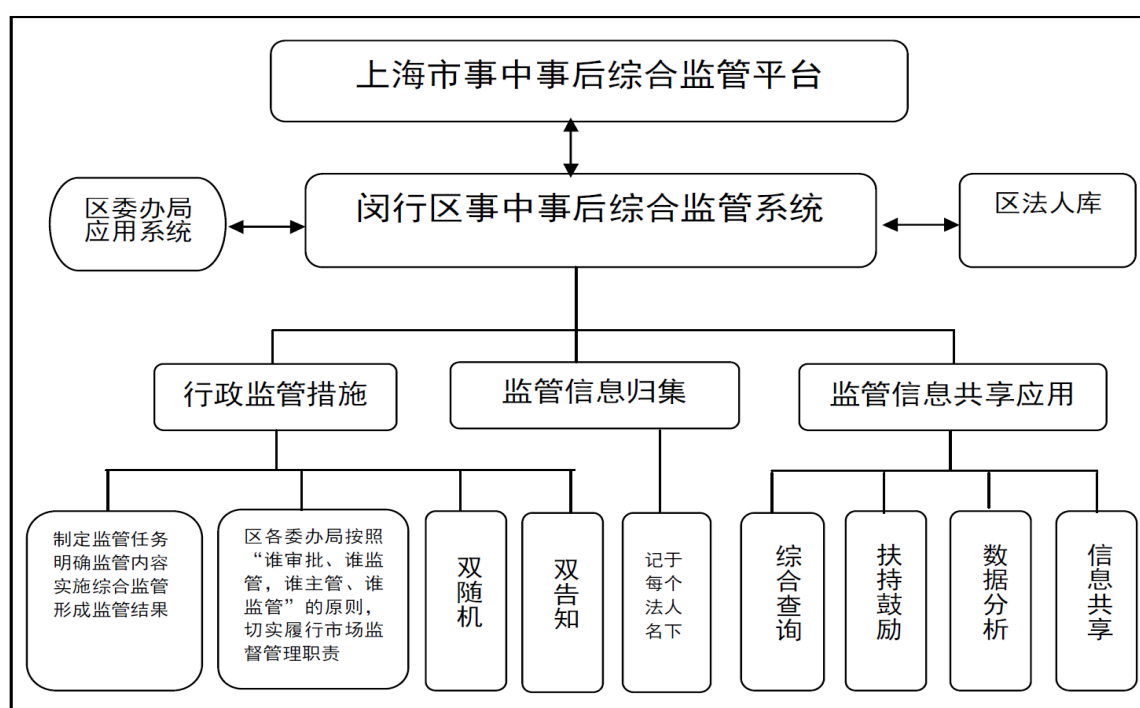 上海市事中事后综合监管平台
区委办局
应用系统
闵行区事中事后综合监管系统
区法人库
行政监管措施
监管信息归集
监管信息共享应用
制定监管任务
明确监管内容
实施综合监管
形成监管结果
区各委办局按照
“谁审批、谁监
管，谁主管、谁
监管”的原则，
切实履行市场监
督管理职责
双随机
双告知
记于
每个
法人
名下
综合查询
扶持鼓励
数据分析
信息共享